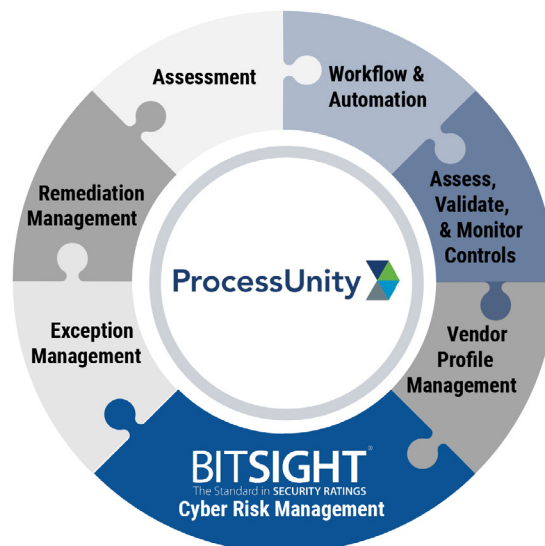 Assessment
Workflow &
Automation
Assess,
Validate,
& Monitor
Controls
Vendor
Profile
Management
BITSIGHT®
The Standard in SECURITY RATINGS
Cyber Risk Management
Exception
Management
Remediation
Management
ProcessUnity